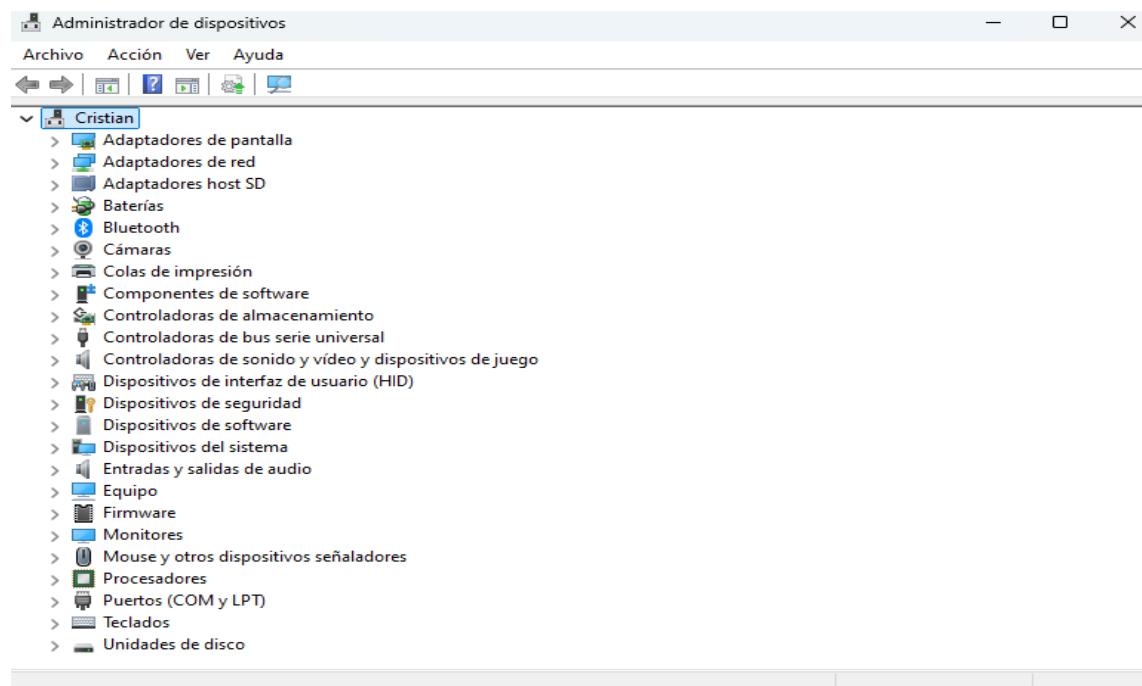 Administrador de dispositivos
Archivo Acción Ver Ayuda
Cristian
Adaptadores de pantalla
Adaptadores de red
Adaptadores host SD
Baterías
Bluetooth
Cámaras
Colas de impresión
Componentes de software
Controladoras de almacenamiento
Controladoras de bus serie universal
Controladoras de sonido y vídeo y dispositivos de juego
Dispositivos de interfaz de usuario (HID)
Dispositivos de seguridad
Dispositivos de software
Dispositivos del sistema
Entradas y salidas de audio
Equipo
Firmware
Monitores
Mouse y otros dispositivos señaladores
Procesadores
Puertos (COM y LPT)
Teclados
Unidades de disco